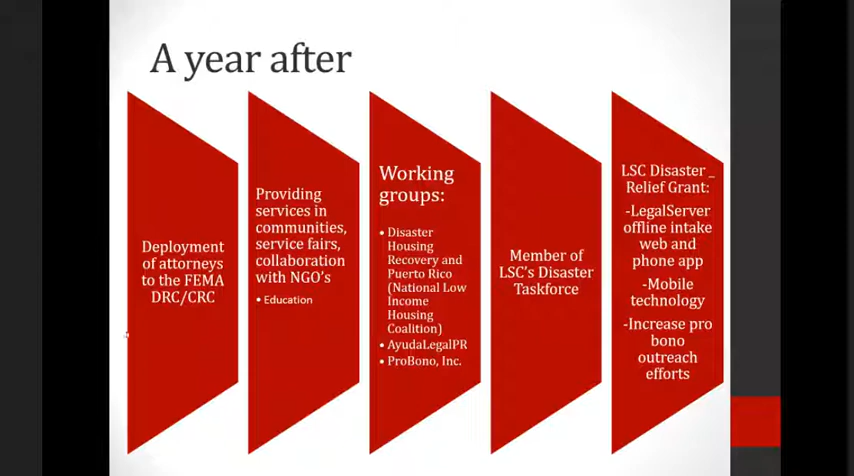 A year after
Deployment
of attorneys
to the FEMA
DRC/CRC
Providing
services in
communities,
service fairs,
collaboration
with NGO's
• Education
Working
groups:
• Disaster
Housing
Recovery and
Puerto Rico
(National Low
Income
Housing
Coalition)
• AyudaLegalPR
• ProBono, Inc.
Member of
LSC's Disaster
Taskforce
LSC Disaster _
Relief Grant:
-LegalServer
offline intake
web and
phone app
-Mobile
technology
-Increase pro
bono
outreach
efforts